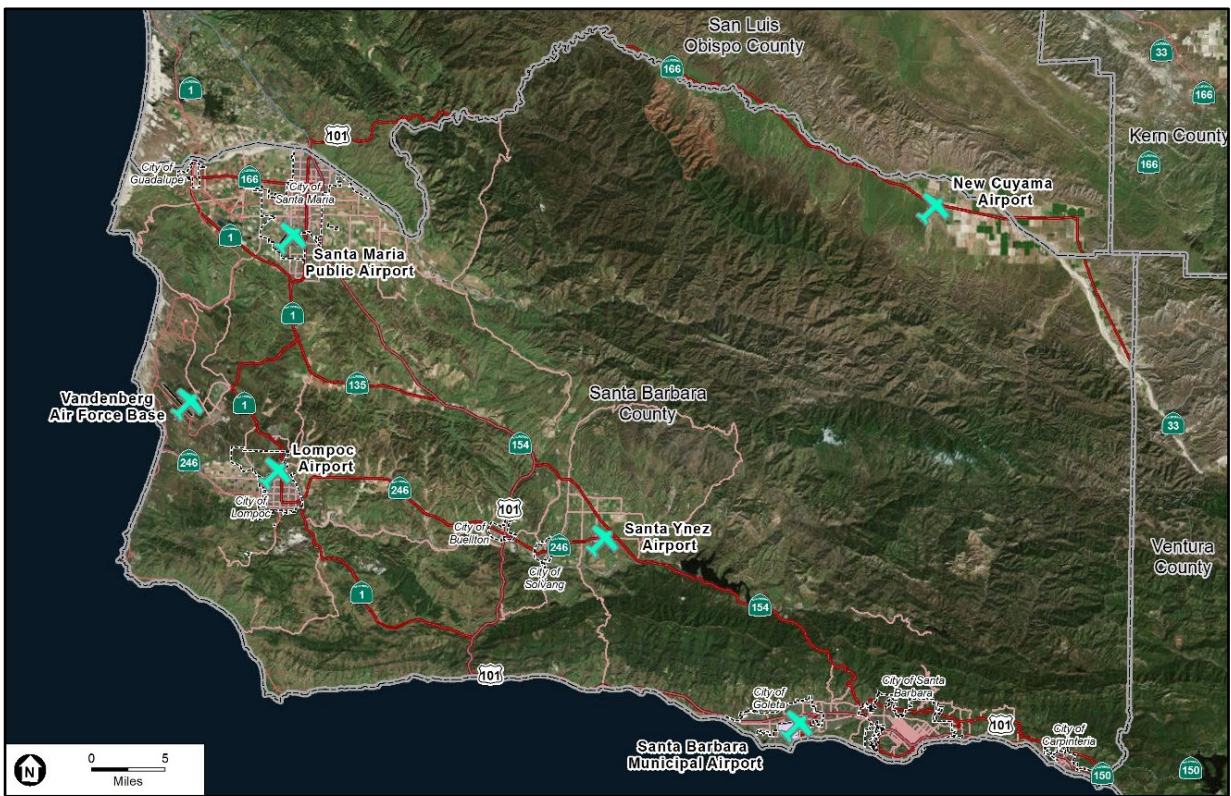 San Luis
Obispo County
33
166
1
166
101
Kern County
166
City of
Guadalupe
166
City of
Santa Maria
New Cuyama
Airport
1
Santa Maria
Public Airport
1
Vandenberg
Air Force Base
135
1
Santa Barbara
County
33
154
Lompoc
Airport
246
City of
Lompoc
246
101
City of
Buellton
246
City of
Solvang
Santa Ynez
Airport
Ventura
County
1
154
101
City of
Goleta
City of Santa
Barbara
101
City of
Carpinteria
Santa Barbara
Municipal Airport
150
150
N
0 5
Miles